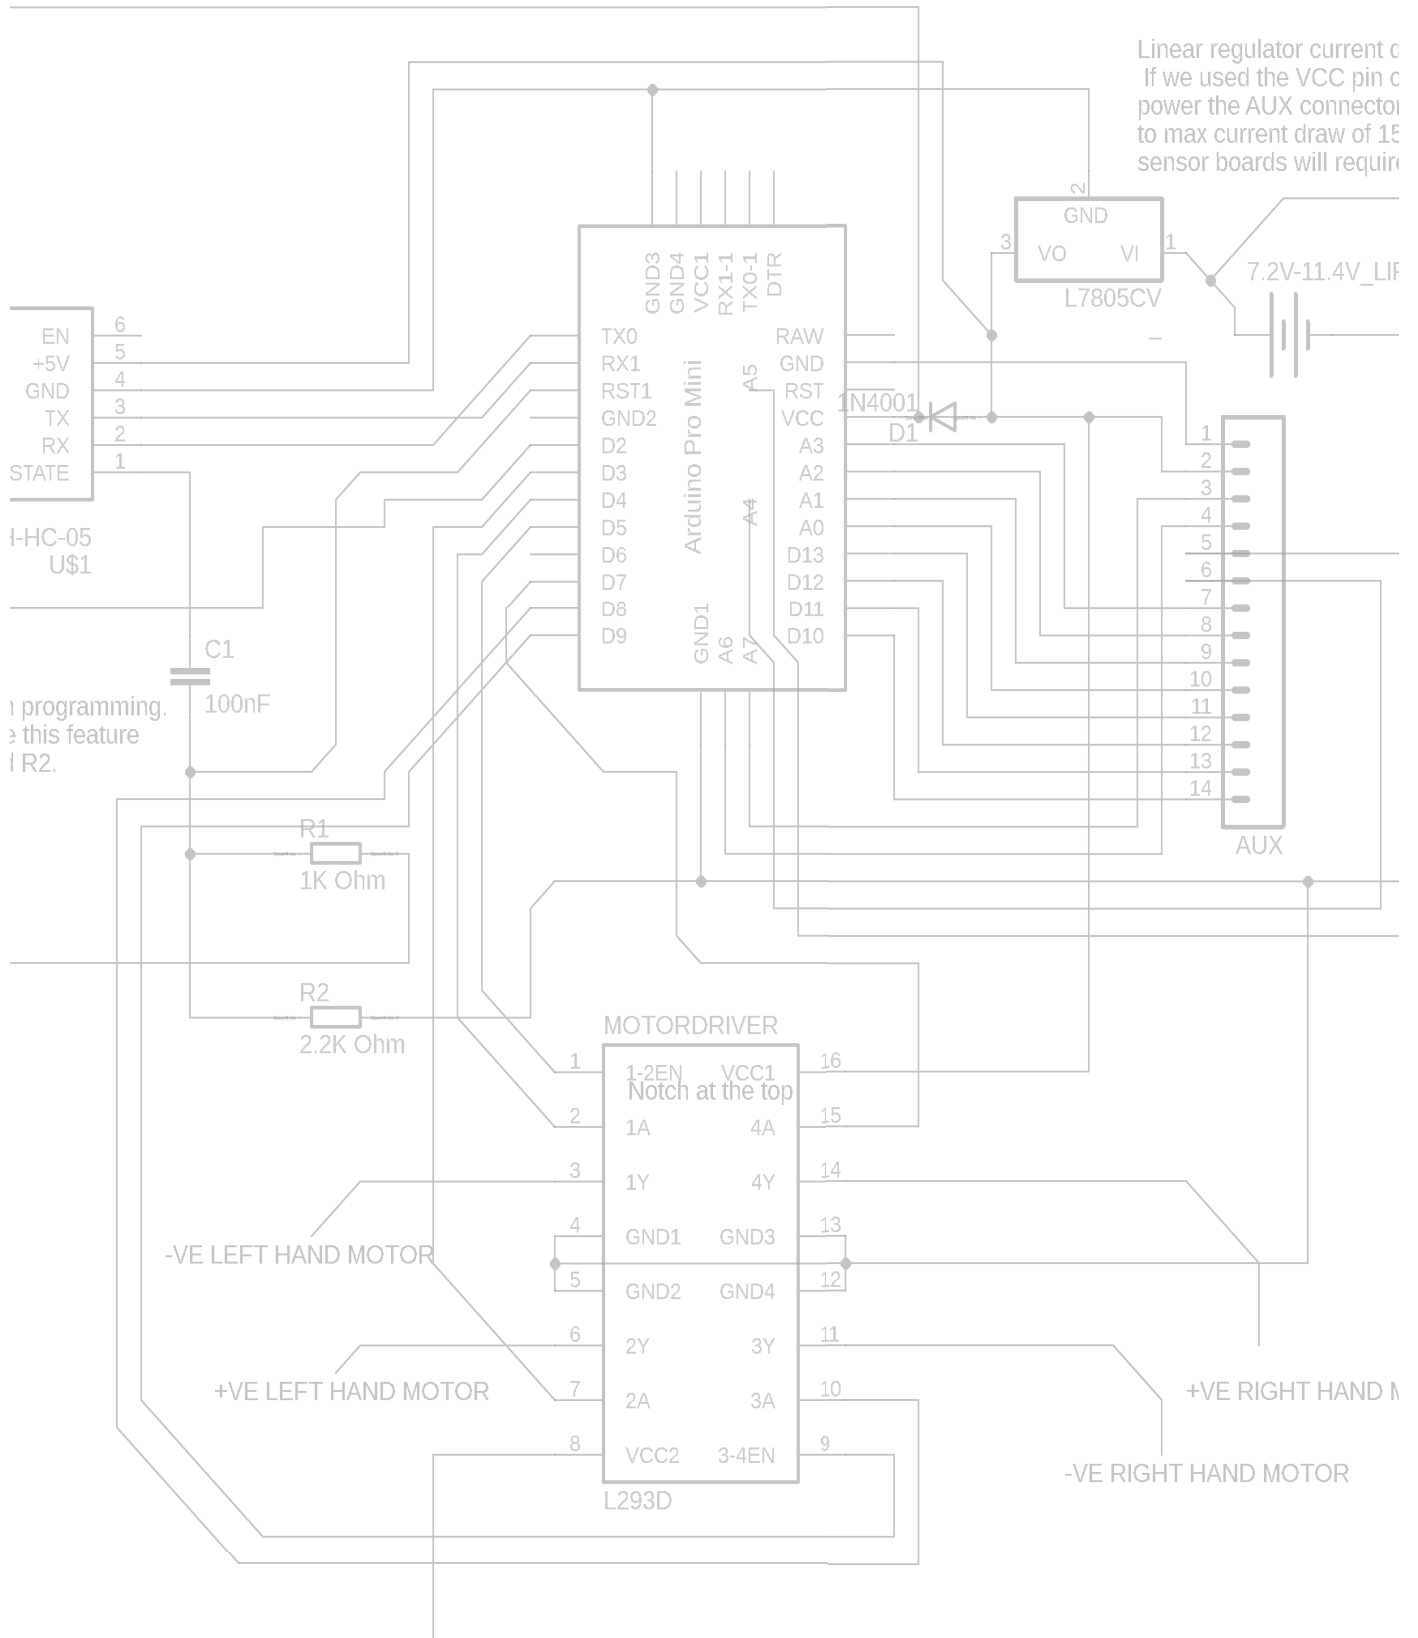 Linear regulator current
If we used the VCC pin
power the AUX connector
to max current draw of 15
sensor boards will require
2
GND
3
VO
VI
1
L7805CV
7.2V-11.4V_LIP
GND3
GND4
VCC1
RX1-1
TX0-1
DTR
EN
6
+5V
5
GND
4
TX
3
RX
2
STATE
1
H-HC-05
U$1
TX0
RX1
RST1
GND2
D2
D3
D4
D5
D6
D7
D8
D9
Arduino Pro Mini
A5
A4
GND1
A6
A7
RAW
GND
RST
VCC
A3
A2
A1
A0
D13
D12
D11
D10
1N4001
D1
–
1
2
3
4
5
6
7
8
9
10
11
12
13
14
AUX
C1
100nF
programming.
this feature
R2.
R1
1K Ohm
R2
2.2K Ohm
MOTORDRIVER
1
1-2EN
VCC1
16
Notch at the top
2
1A
4A
15
3
1Y
4Y
14
4
GND1
GND3
13
5
GND2
GND4
12
6
2Y
3Y
11
7
2A
3A
10
8
VCC2
3-4EN
9
L293D
-VE LEFT HAND MOTOR
+VE LEFT HAND MOTOR
+VE RIGHT HAND M
-VE RIGHT HAND MOTOR